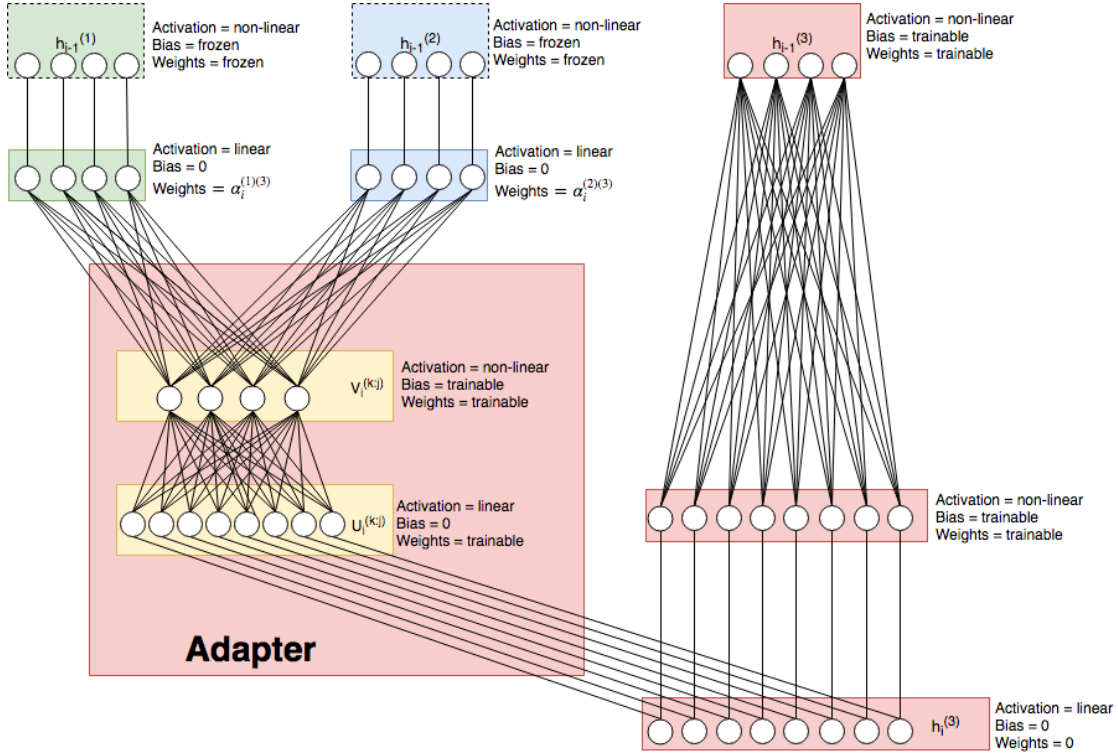 h_{i-1}^{(1)}
Activation = non-linear
Bias = frozen
Weights = frozen
h_{i-1}^{(2)}
Activation = non-linear
Bias = frozen
Weights = frozen
h_{i-1}^{(3)}
Activation = non-linear
Bias = trainable
Weights = trainable
Activation = linear
Bias = 0
Weights = α_i^{(1)(3)}
Activation = linear
Bias = 0
Weights = α_i^{(2)(3)}
V_i^{(k:j)}
Activation = non-linear
Bias = trainable
Weights = trainable
U_i^{(k:j)}
Activation = linear
Bias = 0
Weights = trainable
Activation = non-linear
Bias = trainable
Weights = trainable
Adapter
h_i^{(3)}
Activation = linear
Bias = 0
Weights = 0